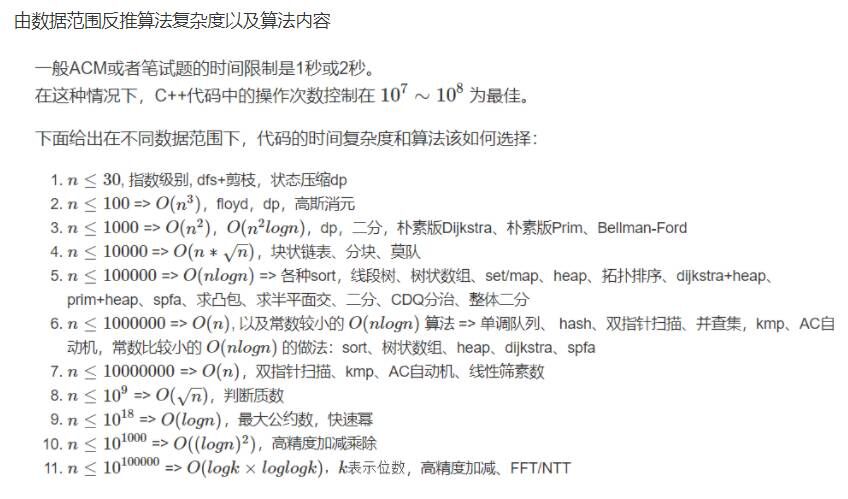 由数据范围反推算法复杂度以及算法内容
一般ACM或者笔试题的时间限制是1秒或2秒。
在这种情况下，C++代码中的操作次数控制在 10^7 ∼ 10^8 为最佳。
下面给出在不同数据范围下，代码的时间复杂度和算法该如何选择：
1. n ≤ 30, 指数级别, dfs+剪枝，状态压缩dp
2. n ≤ 100 => O(n^3)，floyd，dp，高斯消元
3. n ≤ 1000 => O(n^2)，O(n^2logn)，dp，二分，朴素版Dijkstra、朴素版Prim、Bellman-Ford
4. n ≤ 10000 => O(n * √n)，块状链表、分块、莫队
5. n ≤ 100000 => O(nlogn) => 各种sort，线段树、树状数组、set/map、heap、拓扑排序、dijkstra+heap、
prim+heap、spfa、求凸包、求半平面交、二分、CDQ分治、整体二分
6. n ≤ 1000000 => O(n), 以及常数较小的 O(nlogn) 算法 => 单调队列、 hash、双指针扫描、并查集，kmp、AC自
动机，常数比较小的 O(nlogn) 的做法：sort、树状数组、heap、dijkstra、spfa
7. n ≤ 10000000 => O(n)，双指针扫描、kmp、AC自动机、线性筛素数
8. n ≤ 10^9 => O(√n)，判断质数
9. n ≤ 10^18 => O(logn)，最大公约数，快速幂
10. n ≤ 10^1000 => O((logn)^2)，高精度加减乘除
11. n ≤ 10^100000 => O(logk × loglogk)，k表示位数，高精度加减、FFT/NTT